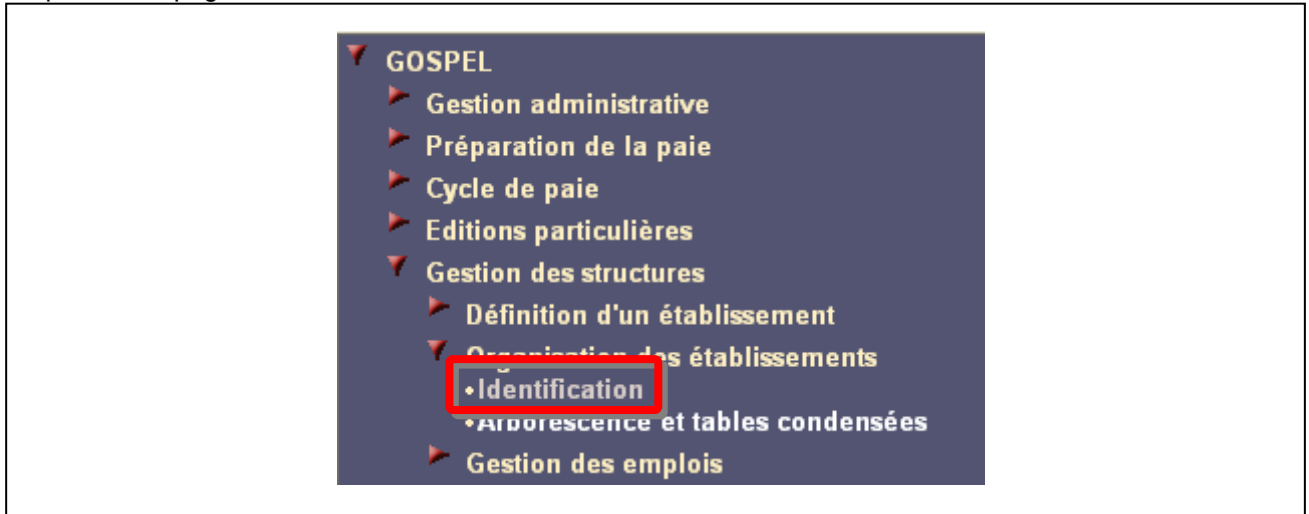 GOSPEL
Gestion administrative
Préparation de la paie
Cycle de paie
Editions particulières
Gestion des structures
Définition d'un établissement
Organisation des établissements
•Identification
•Arborescence et tables condensées
Gestion des emplois